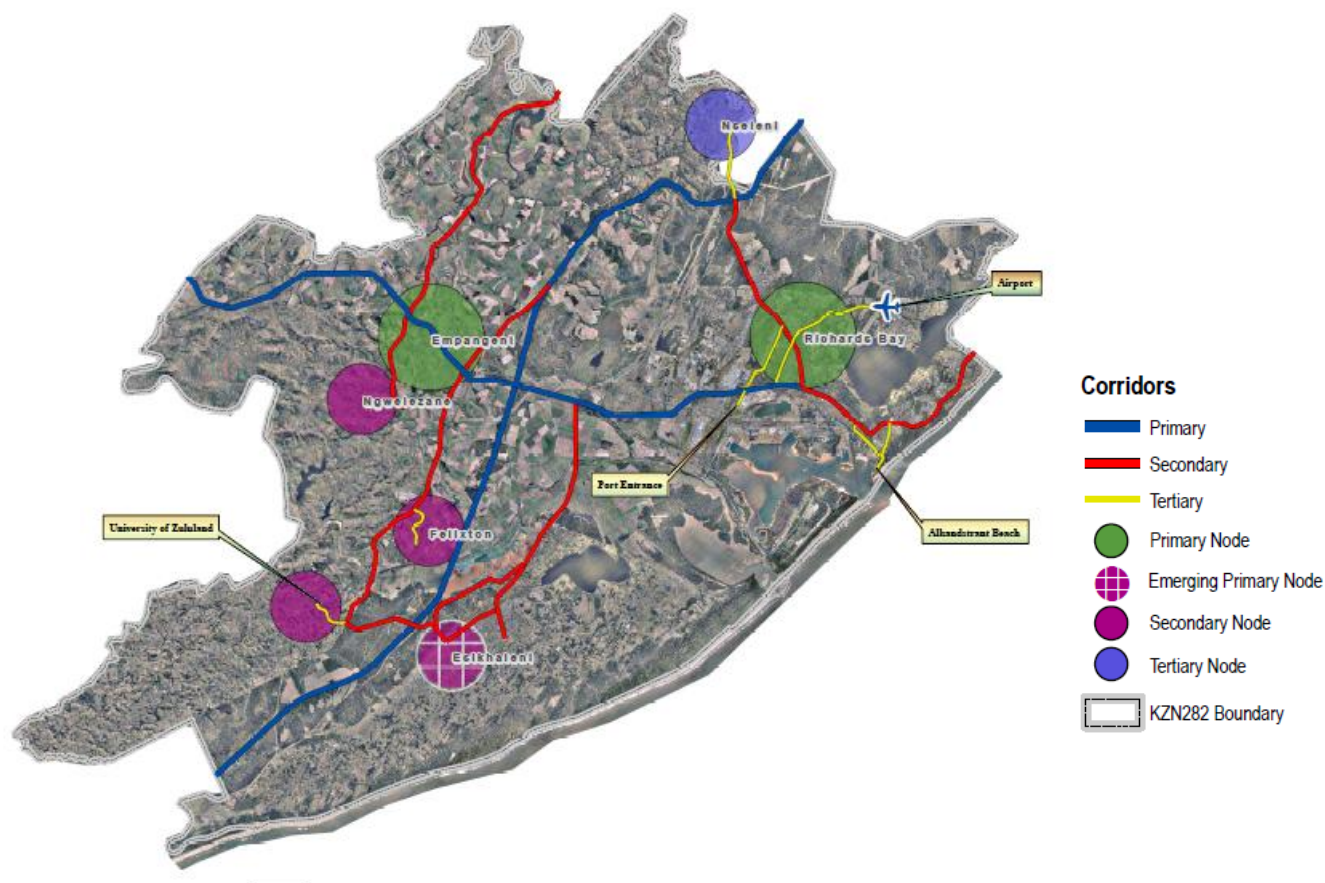 Nseleni
Airport
Empangeni
Richards Bay
Ngwelezane
Port Entrance
University of Zululand
Felixton
Alkandstrant Beach
Esikhaleni
Corridors
Primary
Secondary
Tertiary
Primary Node
Emerging Primary Node
Secondary Node
Tertiary Node
KZN282 Boundary